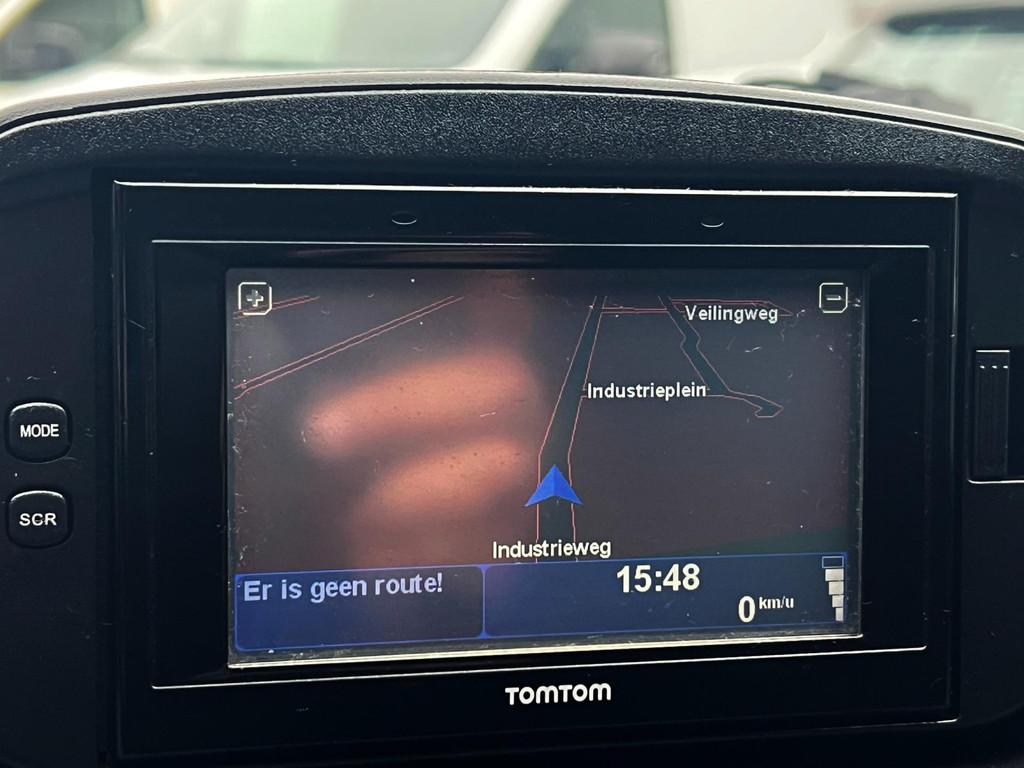 +
−
Veilingweg
Industrieplein
MODE
SCR
Industrieweg
Er is geen route!
15:48
0 km/u
TOMTOM